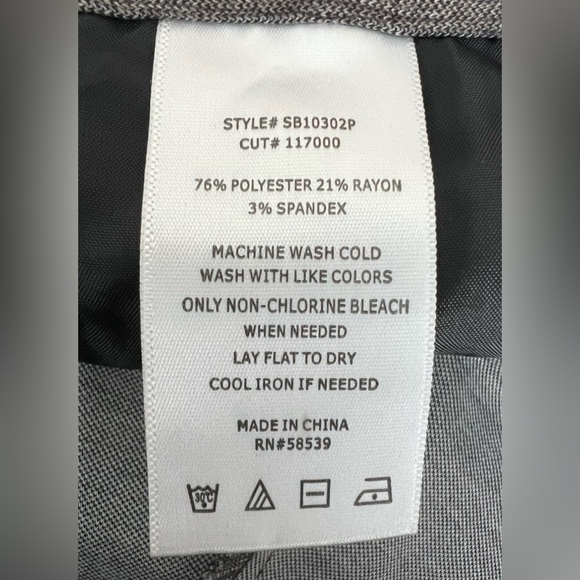 STYLE# SB10302P
CUT# 117000
76% POLYESTER 21% RAYON
3% SPANDEX
MACHINE WASH COLD
WASH WITH LIKE COLORS
ONLY NON-CHLORINE BLEACH
WHEN NEEDED
LAY FLAT TO DRY
COOL IRON IF NEEDED
MADE IN CHINA
RN#58539
30°C